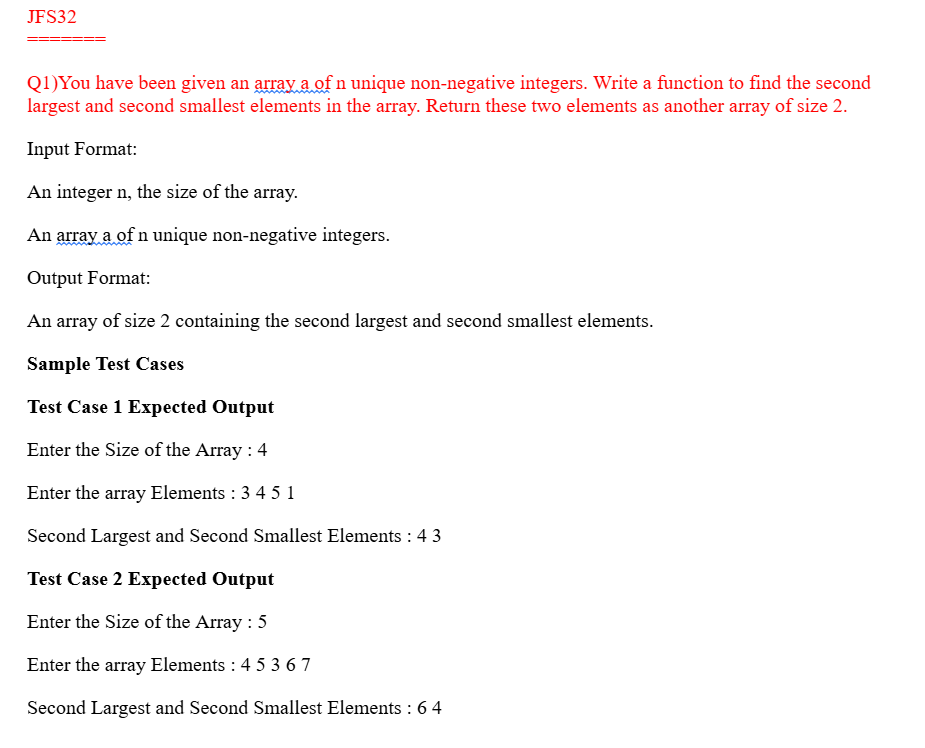 JFS32
=======
Q1)You have been given an array a of n unique non-negative integers. Write a function to find the second
largest and second smallest elements in the array. Return these two elements as another array of size 2.
Input Format:
An integer n, the size of the array.
An array a of n unique non-negative integers.
Output Format:
An array of size 2 containing the second largest and second smallest elements.
Sample Test Cases
Test Case 1 Expected Output
Enter the Size of the Array : 4
Enter the array Elements : 3 4 5 1
Second Largest and Second Smallest Elements : 4 3
Test Case 2 Expected Output
Enter the Size of the Array : 5
Enter the array Elements : 4 5 3 6 7
Second Largest and Second Smallest Elements : 6 4